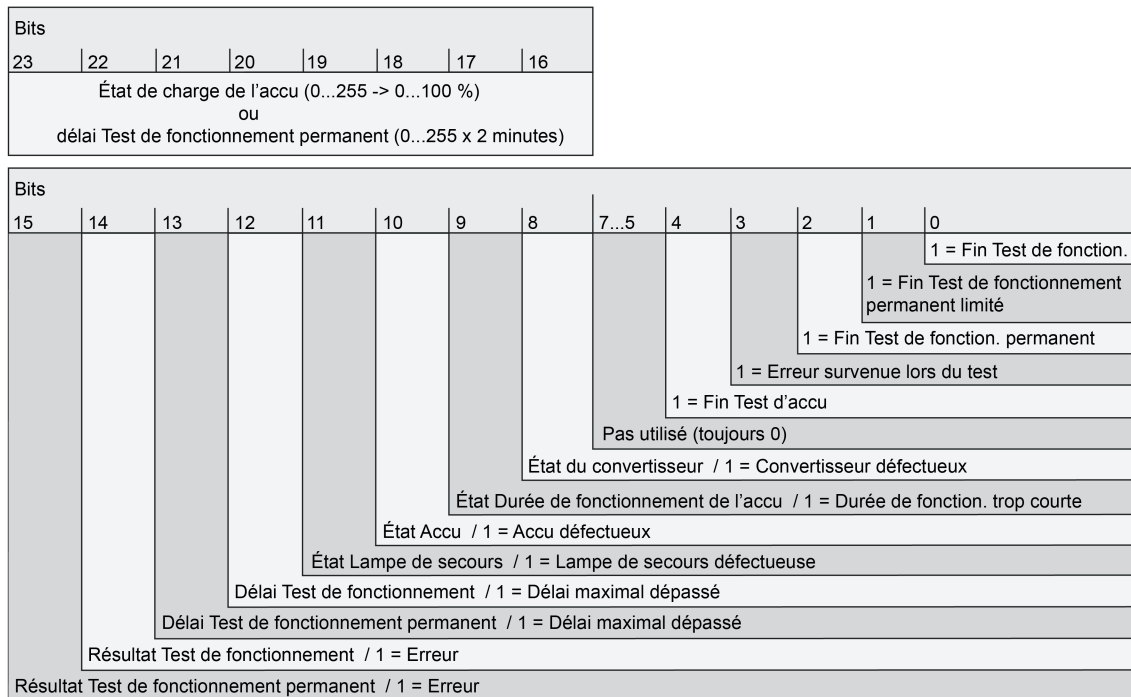 Bits
23 22 21 20 19 18 17 16
État de charge de l'accu (0...255 -> 0...100 %)
ou
délai Test de fonctionnement permanent (0...255 x 2 minutes)
Bits
15 14 13 12 11 10 9 8 7...5 4 3 2 1 0
1 = Fin Test de fonction.
1 = Fin Test de fonctionnement
permanent limité
1 = Fin Test de fonction. permanent
1 = Erreur survenue lors du test
1 = Fin Test d'accu
Pas utilisé (toujours 0)
État du convertisseur / 1 = Convertisseur défectueux
État Durée de fonctionnement de l'accu / 1 = Durée de fonction. trop courte
État Accu / 1 = Accu défectueux
État Lampe de secours / 1 = Lampe de secours défectueuse
Délai Test de fonctionnement / 1 = Délai maximal dépassé
Délai Test de fonctionnement permanent / 1 = Délai maximal dépassé
Résultat Test de fonctionnement / 1 = Erreur
Résultat Test de fonctionnement permanent / 1 = Erreur